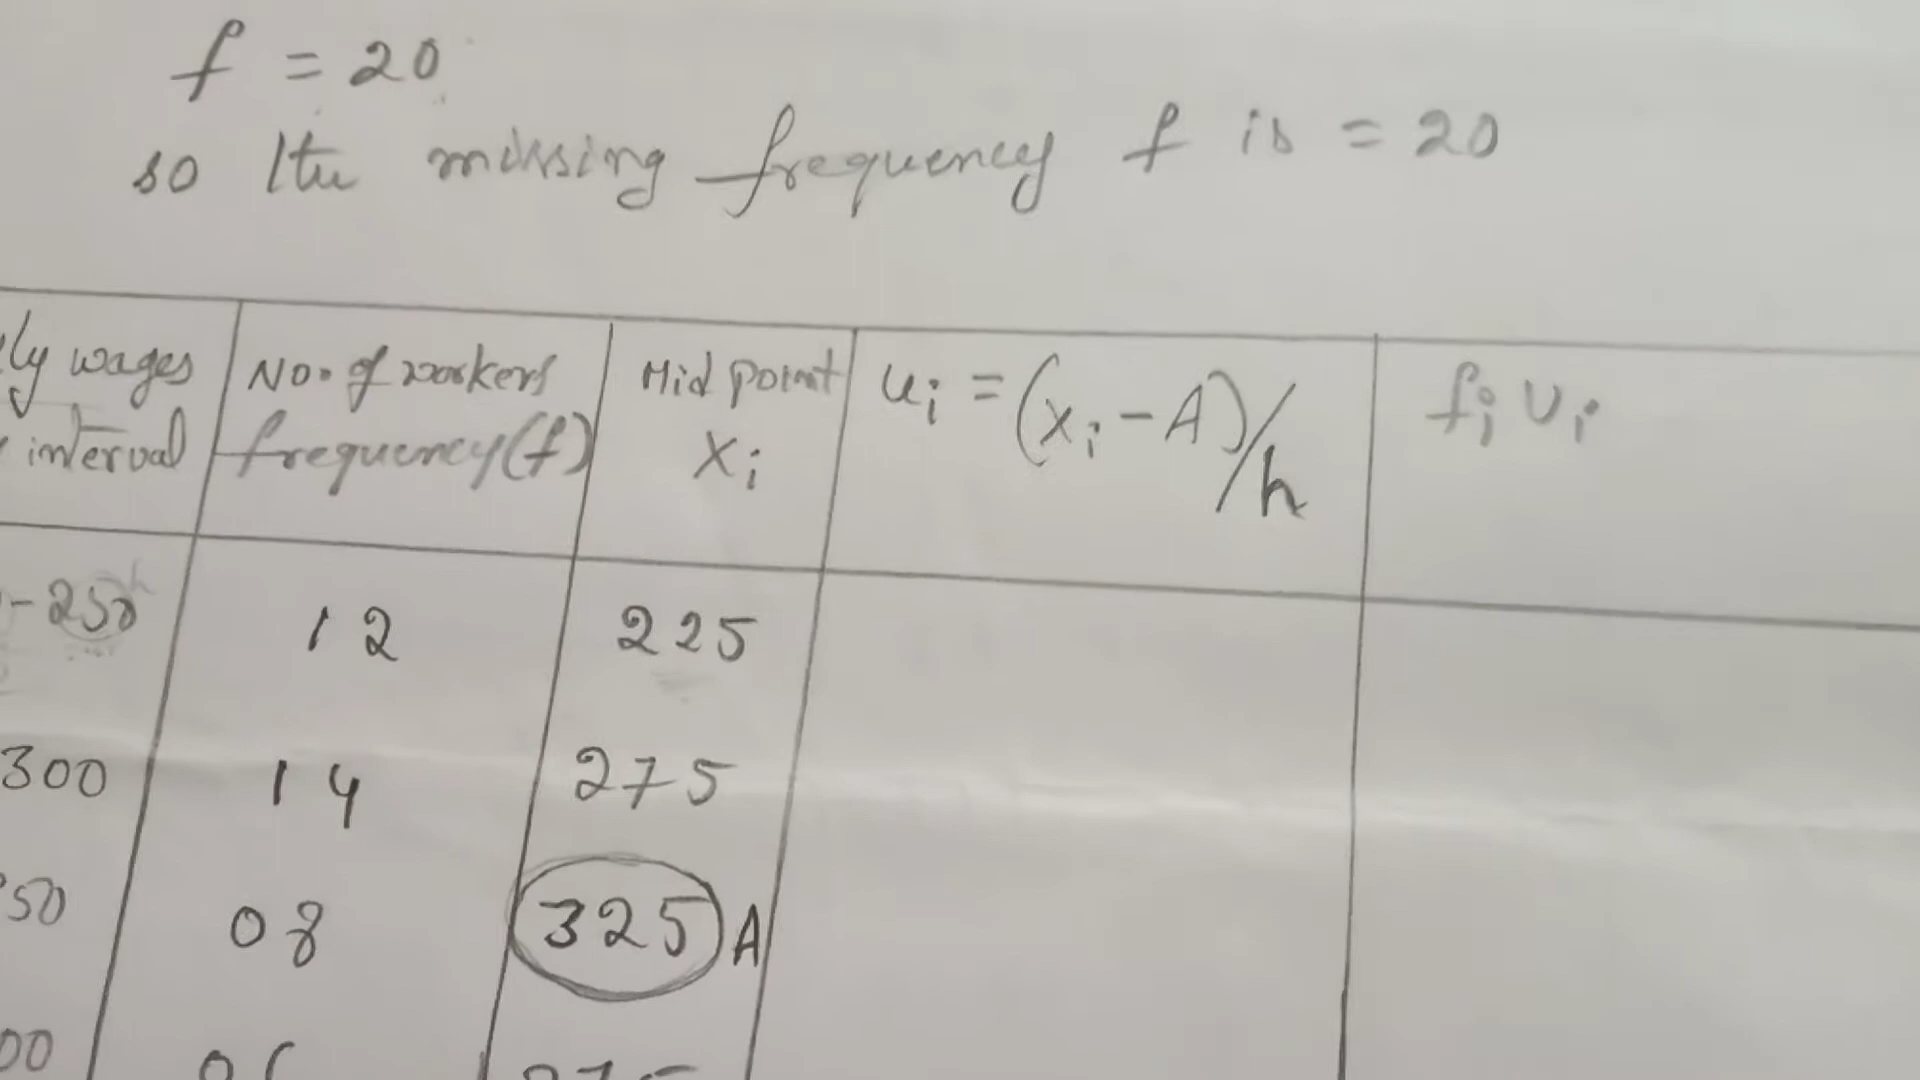 f = 20
so the missing frequency f is = 20
ly wages
interval
No. of workers
frequency (f)
Mid point
Xi
ui = (xi - A)/h
fi Ui
- 250
12
225
300
14
275
50
08
325 A
00